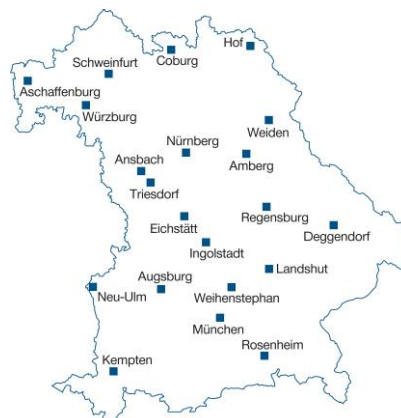 Hof
Coburg
Schweinfurt
Aschaffenburg
Würzburg
Weiden
Nürnberg
Amberg
Ansbach
Triesdorf
Regensburg
Eichstätt
Deggendorf
Ingolstadt
Landshut
Augsburg
Neu-Ulm
Weihenstephan
München
Rosenheim
Kempten